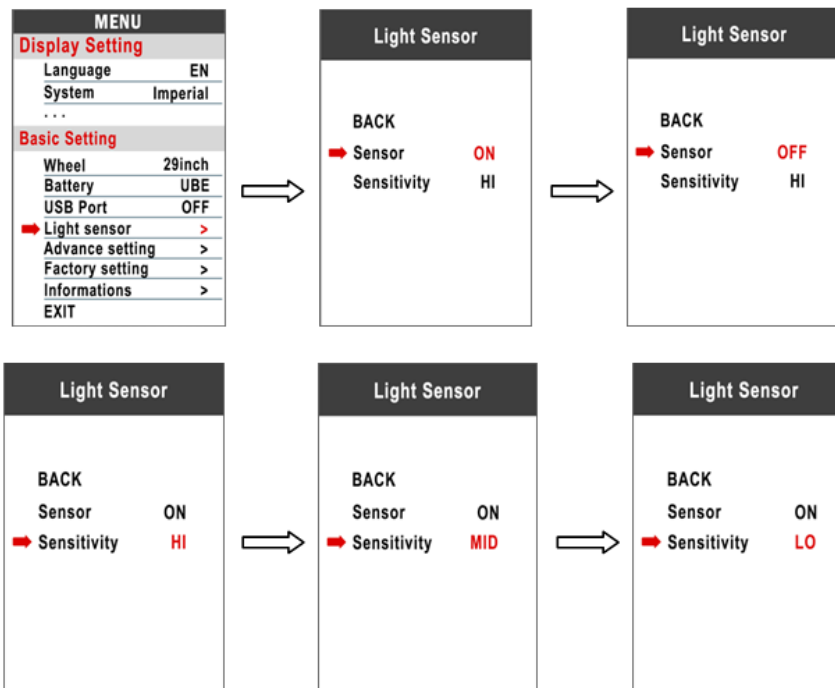 MENU
Display Setting
Language EN
System Imperial
. . .
Basic Setting
Wheel 29inch
Battery UBE
USB Port OFF
Light sensor >
Advance setting >
Factory setting >
Informations >
EXIT
Light Sensor
BACK
Sensor ON
Sensitivity HI
Light Sensor
BACK
Sensor OFF
Sensitivity HI
Light Sensor
BACK
Sensor ON
Sensitivity HI
Light Sensor
BACK
Sensor ON
Sensitivity MID
Light Sensor
BACK
Sensor ON
Sensitivity LO